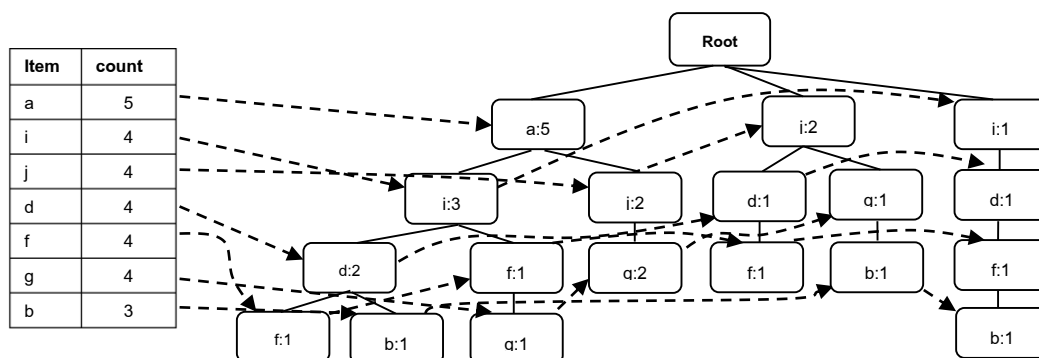 Root
Item count
a 5
i 4
j 4
d 4
f 4
g 4
b 3
a:5
j:2
i:1
i:3
j:2
d:1
g:1
d:1
d:2
f:1
g:2
f:1
b:1
f:1
f:1
b:1
g:1
b:1